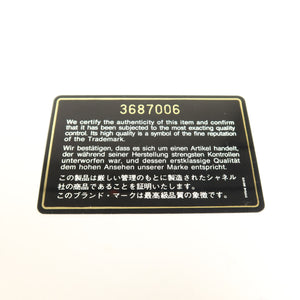 3687006
We certify the authenticity of this item and confirm
that it has been subjected to the most exacting quality
control. Its high quality is a symbol of the fine reputation
of the Trademark.
Wir bestätigen, dass es sich um einen Artikel handelt,
der während seiner Herstellung strengsten Kontrollen
unterworfen war, und dessen erstklassige Qualität
dem hohen Ansehen unserer Marke entspricht.
この製品は厳しい管理のもとに製造されたシャネル
社の商品であることを証明いたします。
このブランド・マークは最高級品質の象徴です。